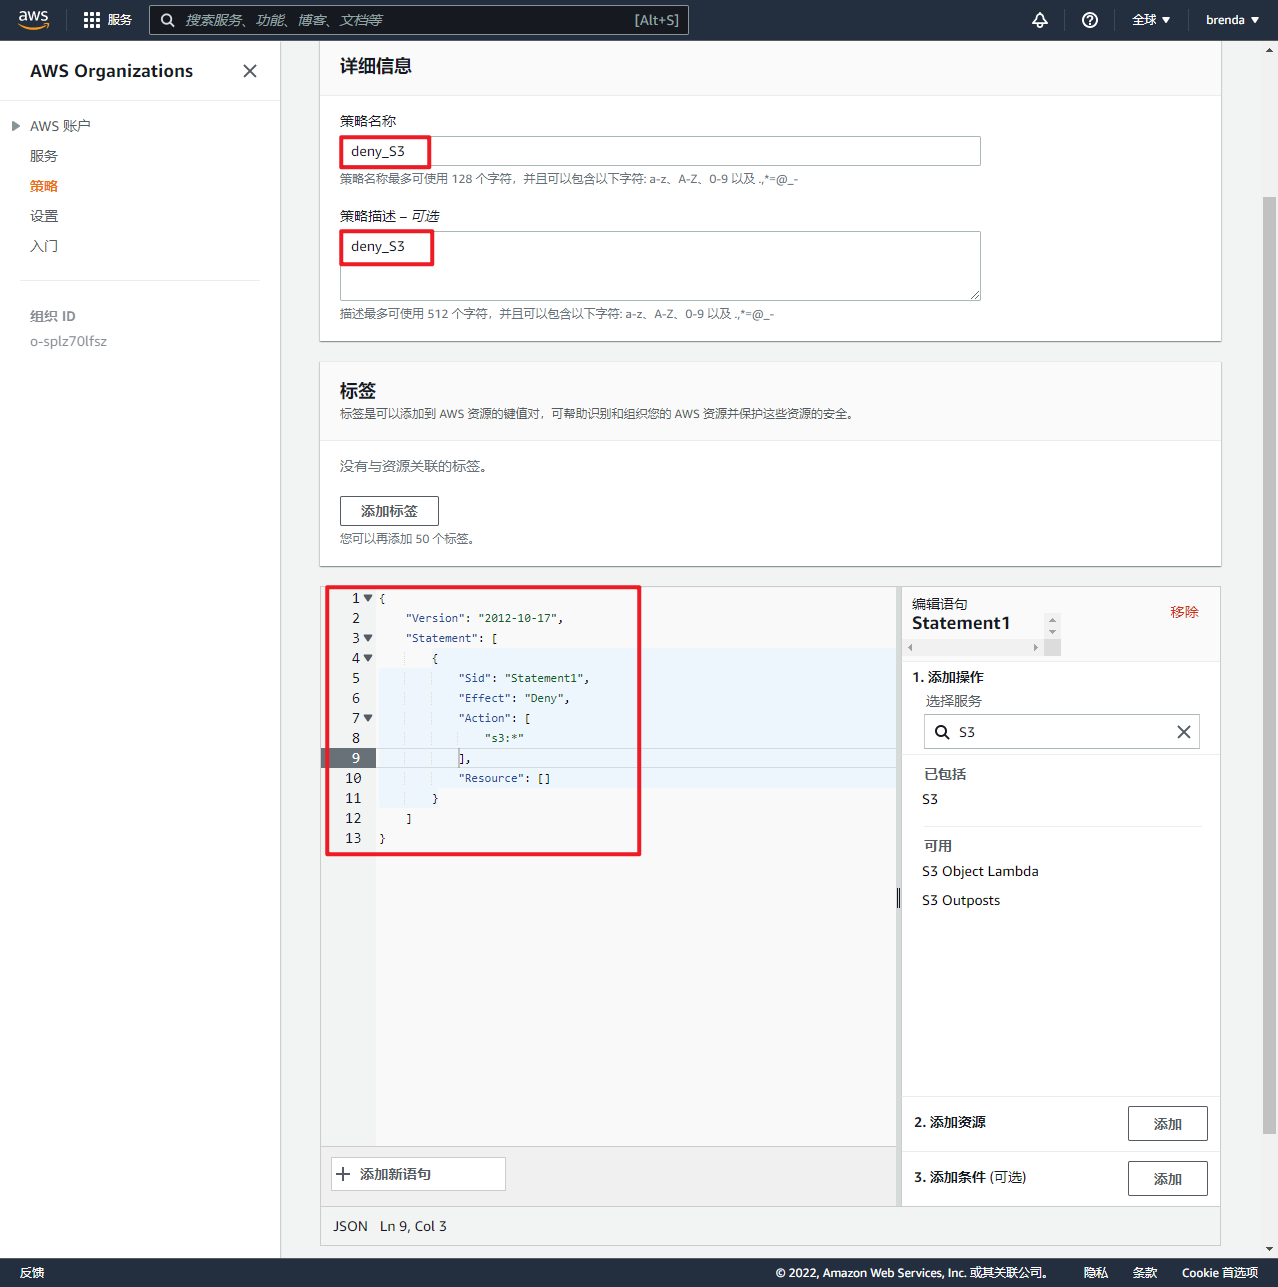 aws
服务
搜索服务、功能、博客、文档等
[Alt+S]
全球
brenda
AWS Organizations
AWS 账户
服务
策略
设置
入门
组织 ID
o-splz70lfsz
详细信息
策略名称
deny_S3
策略名称最多可使用 128 个字符，并且可以包含以下字符: a-z、A-Z、0-9 以及 .,*=@_-
策略描述 – 可选
deny_S3
描述最多可使用 512 个字符，并且可以包含以下字符: a-z、A-Z、0-9 以及 .,*=@_-
标签
标签是可以添加到 AWS 资源的键值对，可帮助识别和组织您的 AWS 资源并保护这些资源的安全。
没有与资源关联的标签。
添加标签
您可以再添加 50 个标签。
1 {
2 "Version": "2012-10-17",
3 "Statement": [
4 {
5 "Sid": "Statement1",
6 "Effect": "Deny",
7 "Action": [
8 "s3:*"
9 ],
10 "Resource": []
11 }
12 ]
13 }
添加新语句
JSON Ln 9, Col 3
编辑语句
Statement1
移除
1. 添加操作
选择服务
S3
已包括
S3
可用
S3 Object Lambda
S3 Outposts
2. 添加资源
添加
3. 添加条件 (可选)
添加
反馈
© 2022, Amazon Web Services, Inc. 或其关联公司。
隐私
条款
Cookie 首选项